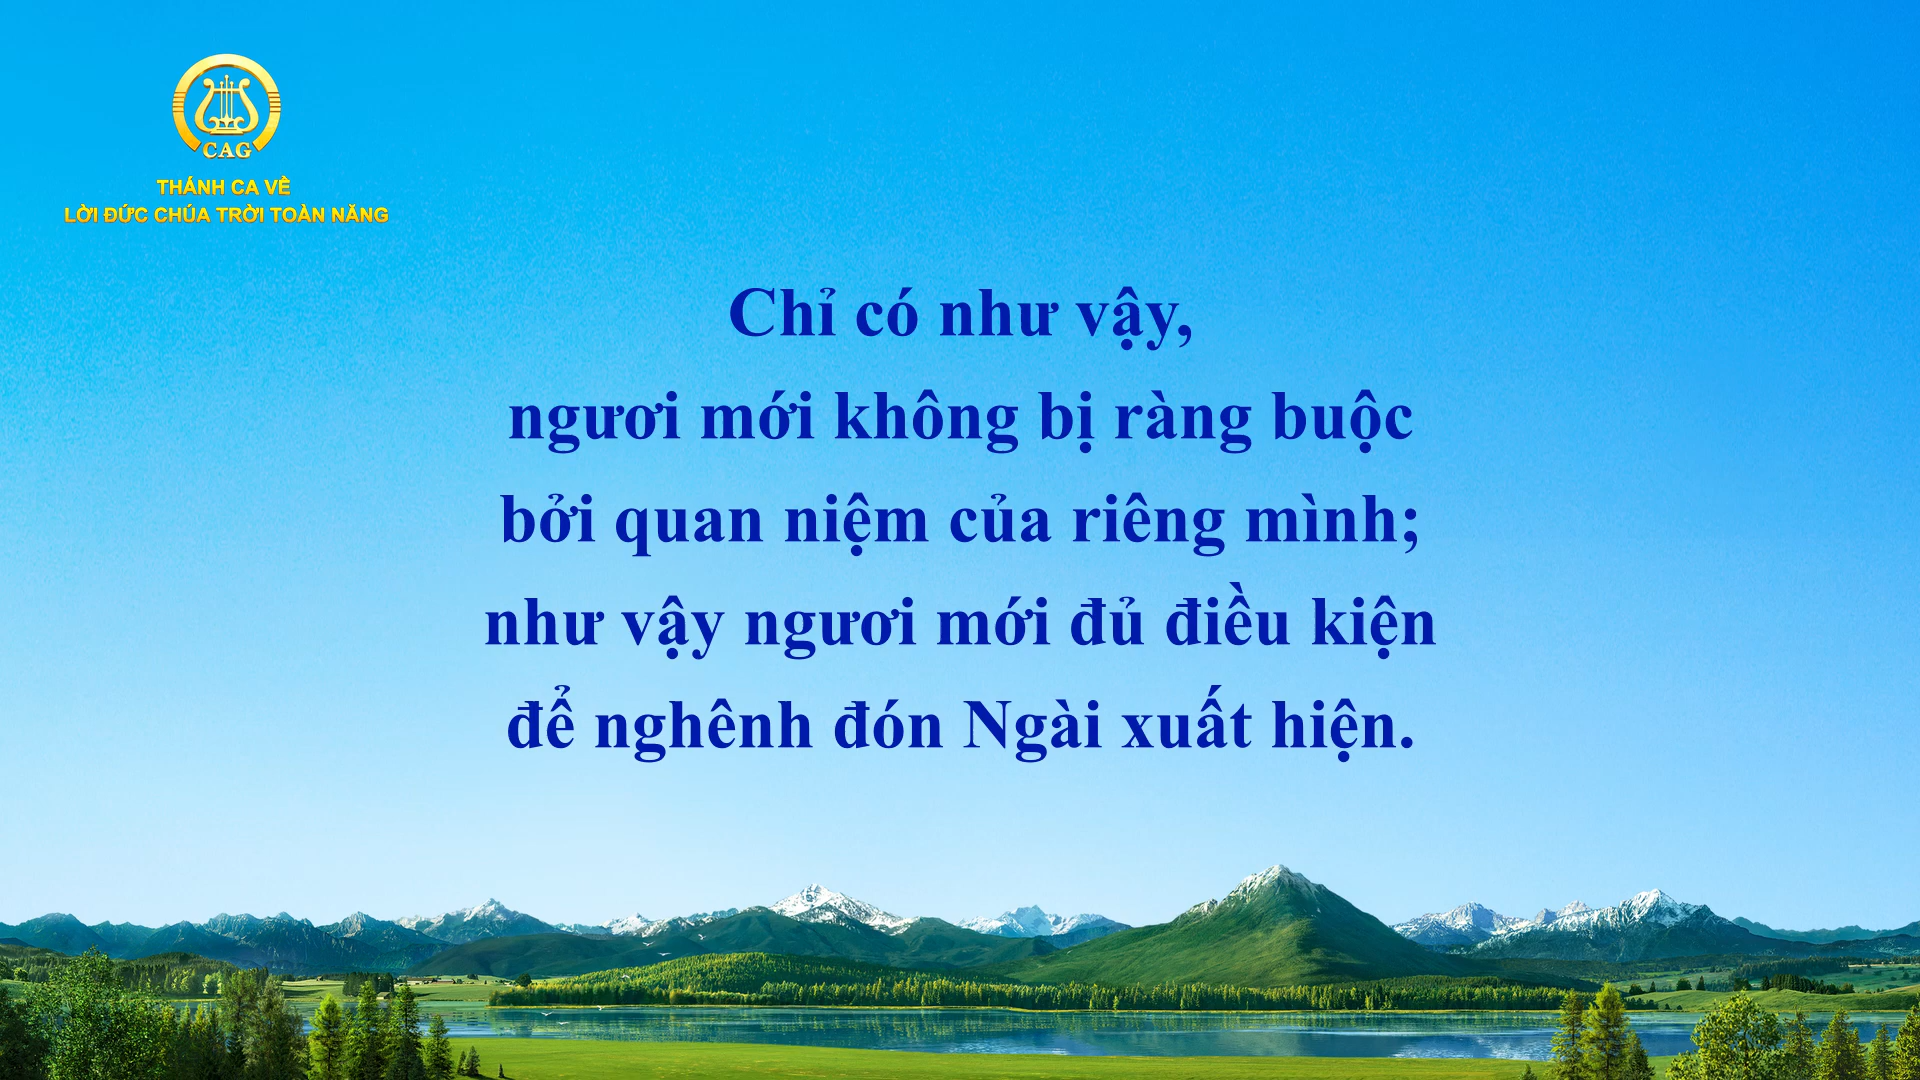 CAG
THÁNH CA VỀ
LỜI ĐỨC CHÚA TRỜI TOÀN NĂNG
Chỉ có như vậy,
ngươi mới không bị ràng buộc
bởi quan niệm của riêng mình;
như vậy ngươi mới đủ điều kiện
để nghênh đón Ngài xuất hiện.